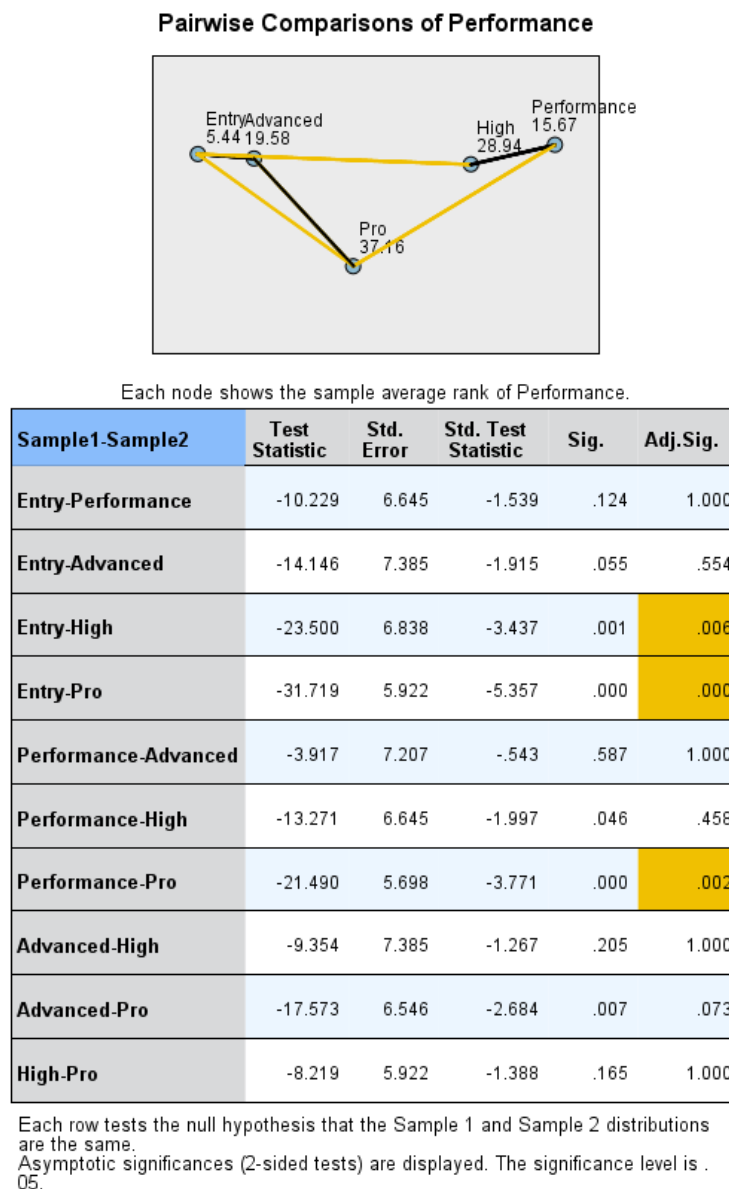 Pairwise Comparisons of Performance
Entry Advanced High Performance
5.44 19.58 28.94 15.67
Pro
37.16
Each node shows the sample average rank of Performance.
Sample1-Sample2 Test Statistic Std. Error Std. Test Statistic Sig. Adj.Sig.
Entry-Performance -10.229 6.645 -1.539 .124 1.000
Entry-Advanced -14.146 7.385 -1.915 .055 .554
Entry-High -23.500 6.838 -3.437 .001 .006
Entry-Pro -31.719 5.922 -5.357 .000 .000
Performance-Advanced -3.917 7.207 -.543 .587 1.000
Performance-High -13.271 6.645 -1.997 .046 .458
Performance-Pro -21.490 5.698 -3.771 .000 .002
Advanced-High -9.354 7.385 -1.267 .205 1.000
Advanced-Pro -17.573 6.546 -2.684 .007 .073
High-Pro -8.219 5.922 -1.388 .165 1.000
Each row tests the null hypothesis that the Sample 1 and Sample 2 distributions
are the same.
Asymptotic significances (2-sided tests) are displayed. The significance level is .
05.